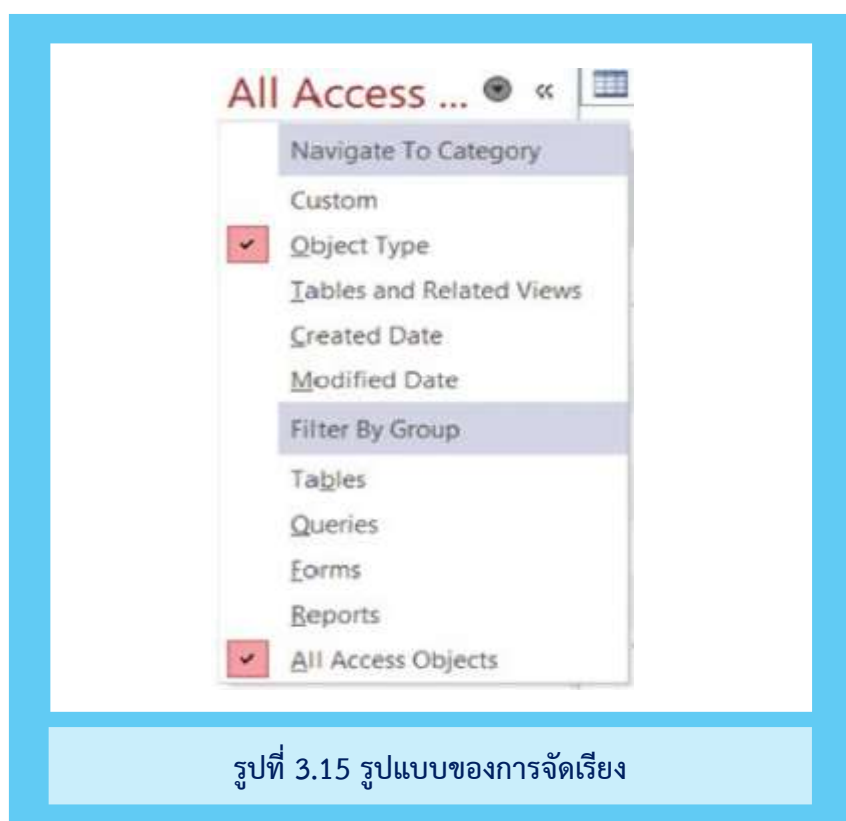 All Access ... «
Navigate To Category
Custom
Object Type
Tables and Related Views
Created Date
Modified Date
Filter By Group
Tables
Queries
Forms
Reports
All Access Objects
รูปที่ 3.15 รูปแบบของการจัดเรียง